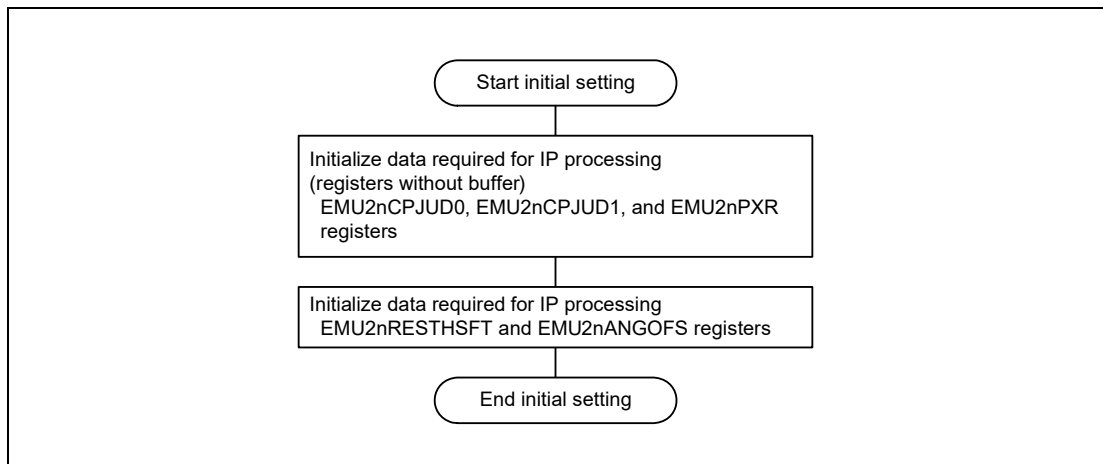 Start initial setting
Initialize data required for IP processing
(registers without buffer)
EMU2nCPJUD0, EMU2nCPJUD1, and EMU2nPXR
registers
Initialize data required for IP processing
EMU2nRESTHSFT and EMU2nANGOFS registers
End initial setting